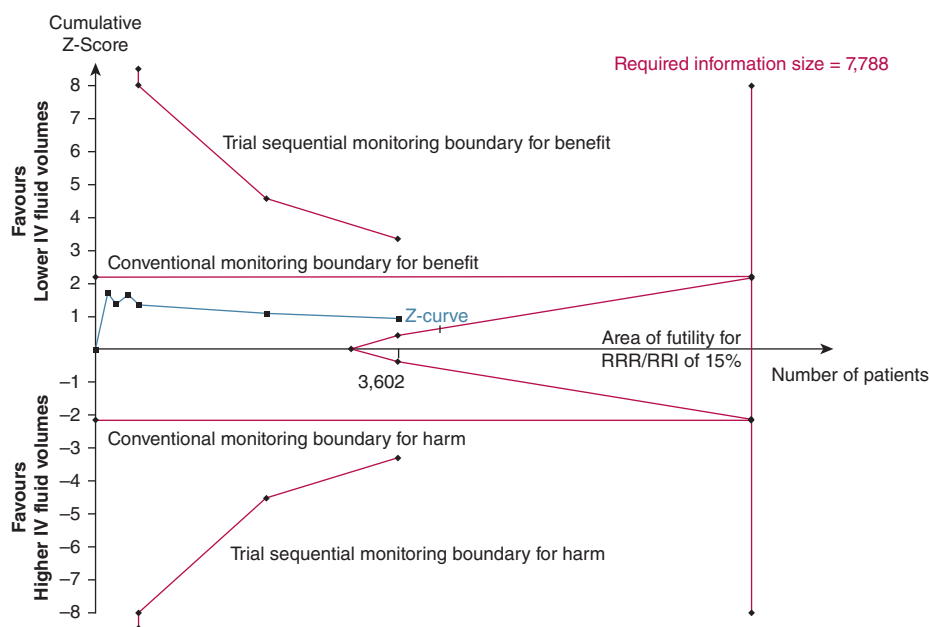 Cumulative
Z-Score
Required information size = 7,788
8
7
6
5
4
3
2
1
−1
−2
−3
−4
−5
−6
−7
−8
Favours
Lower IV fluid volumes
Favours
Higher IV fluid volumes
Trial sequential monitoring boundary for benefit
Conventional monitoring boundary for benefit
Z-curve
Area of futility for
RRR/RRI of 15%
3,602
Number of patients
Conventional monitoring boundary for harm
Trial sequential monitoring boundary for harm